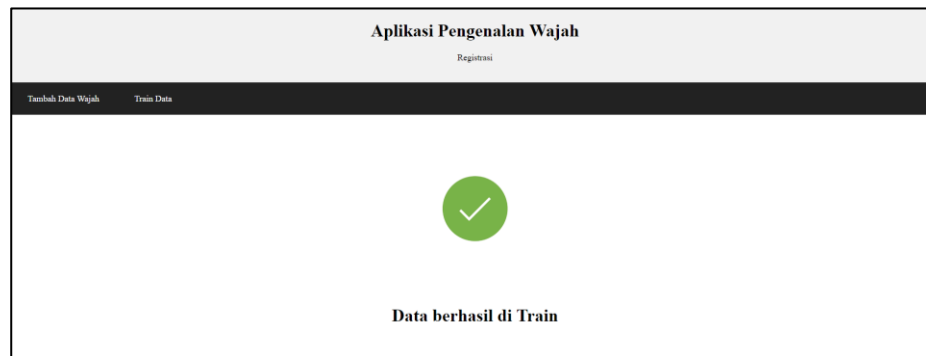 Aplikasi Pengenalan Wajah
Registrasi
Tambah Data Wajah Train Data
Data berhasil di Train